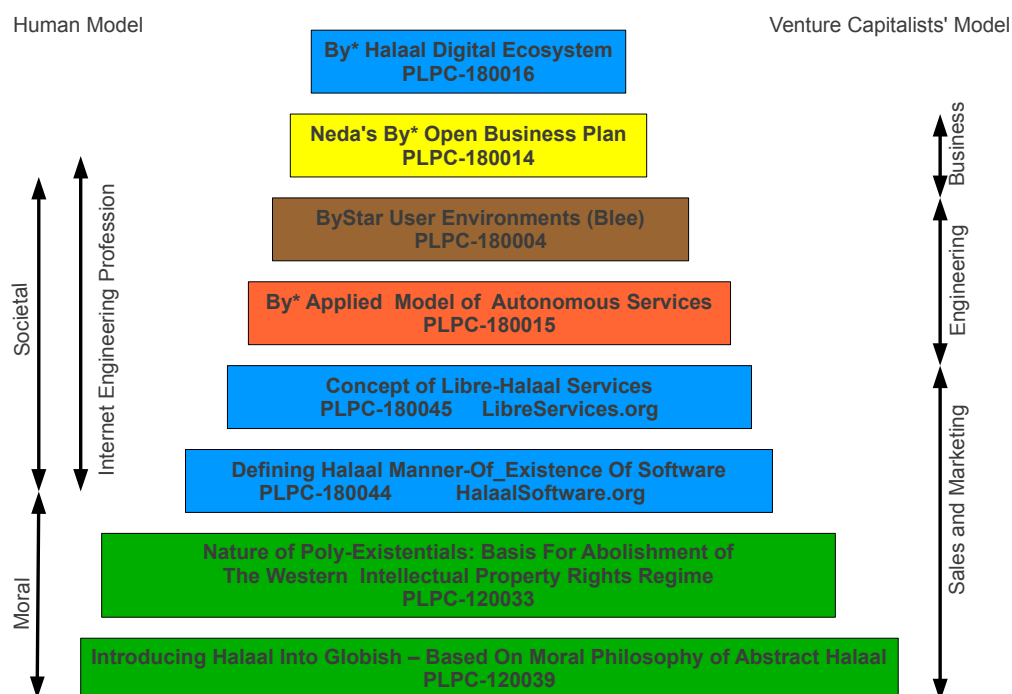 Human Model
Venture Capitalists' Model
By* Halaal Digital Ecosystem
PLPC-180016
Neda's By* Open Business Plan
PLPC-180014
Business
ByStar User Environments (Blee)
PLPC-180004
Internet Engineering Profession
Societal
Engineering
By* Applied Model of Autonomous Services
PLPC-180015
Concept of Libre-Halaal Services
PLPC-180045 LibreServices.org
Defining Halaal Manner-Of_Existence Of Software
PLPC-180044 HalaalSoftware.org
Sales and Marketing
Nature of Poly-Existentials: Basis For Abolishment of
The Western Intellectual Property Rights Regime
PLPC-120033
Moral
Introducing Halaal Into Globish – Based On Moral Philosophy of Abstract Halaal
PLPC-120039